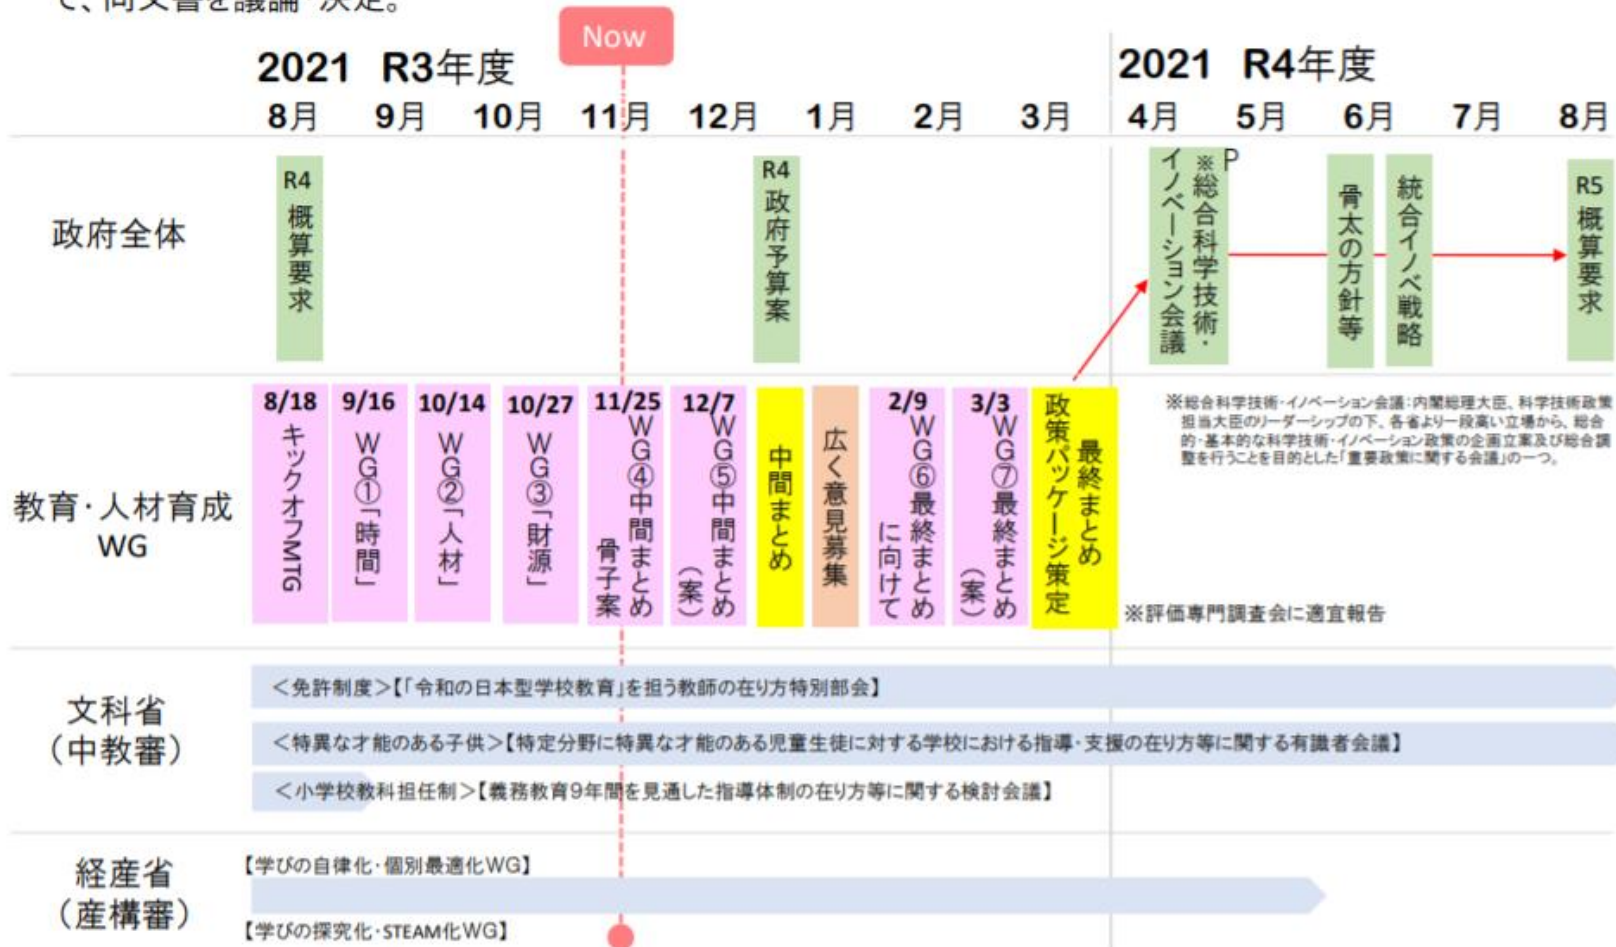 て、同文書を議論 決定。
Now
2021 R3年度
2021 R4年度
8月 9月 10月 11月 12月 1月 2月 3月 4月 5月 6月 7月 8月
政府全体
R4 概算要求
R4 政府予算案
※総合科学技術・
イノベーション会議
P
骨太の方針等
統合イノベ戦略
R5 概算要求
教育・人材育成
WG
8/18 キックオフMTG
9/16 WG①「時間」
10/14 WG②「人材」
10/27 WG③「財源」
11/25 WG④中間まとめ
骨子案
12/7 WG⑤中間まとめ
（案）
中間まとめ
広く意見募集
2/9 WG⑥最終まとめ
に向けて
3/3 WG⑦最終まとめ
（案）
最終まとめ
政策パッケージ策定
※総合科学技術・イノベーション会議：内閣総理大臣、科学技術政策
担当大臣のリーダーシップの下、各省より一段高い立場から、総合
的・基本的な科学技術・イノベーション政策の企画立案及び総合調
整を行うことを目的とした「重要政策に関する会議」の一つ。
※評価専門調査会に適宜報告
文科省
（中教審）
＜免許制度＞【「令和の日本型学校教育」を担う教師の在り方特別部会】
＜特異な才能のある子供＞【特定分野に特異な才能のある児童生徒に対する学校における指導・支援の在り方等に関する有識者会議】
＜小学校教科担任制＞【義務教育9年間を見通した指導体制の在り方等に関する検討会議】
経産省
（産構審）
【学びの自律化・個別最適化WG】
【学びの探究化・STEAM化WG】